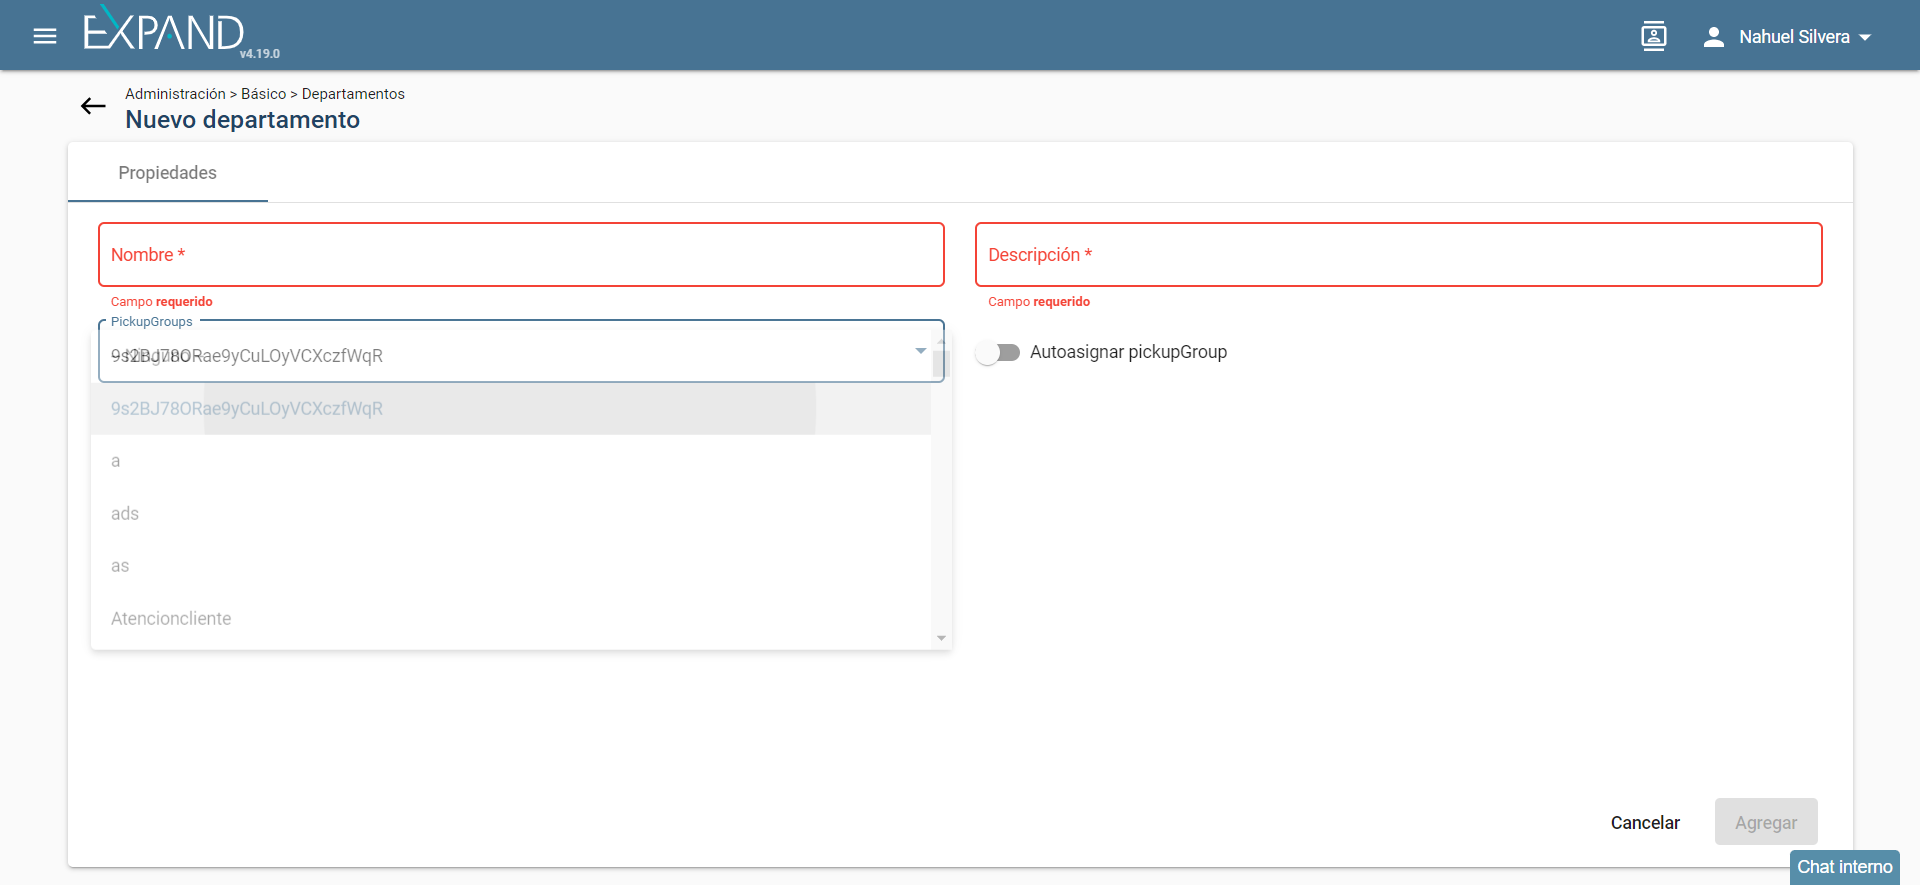 EXPAND
v4.19.0
Nahuel Silvera
Administración > Básico > Departamentos
Nuevo departamento
Propiedades
Nombre *
Descripción *
Campo requerido
Campo requerido
PickupGroups
9s2BJ78ORae9yCuLOyVCXczfWqR
Autoasignar pickupGroup
9s2BJ78ORae9yCuLOyVCXczfWqR
a
ads
as
Atencioncliente
Cancelar
Agregar
Chat interno